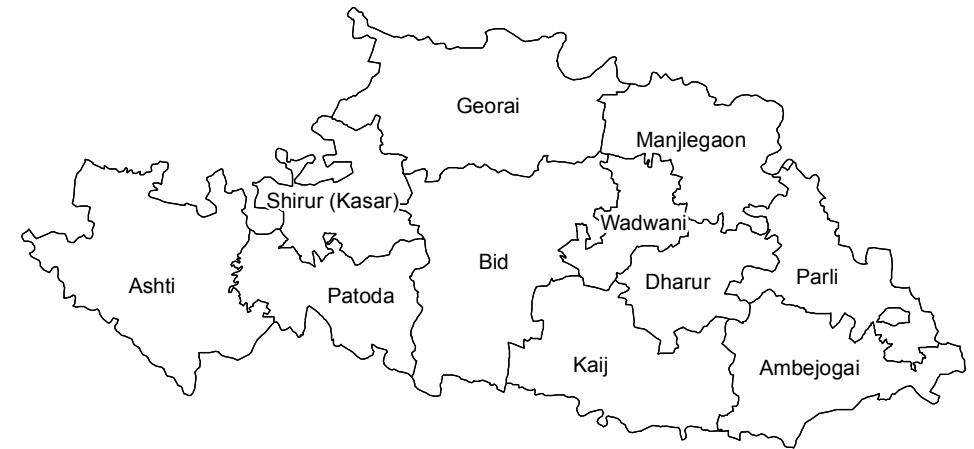 Georai
Manjlegaon
Shirur (Kasar)
Wadwani
Bid
Ashti
Patoda
Dharur
Parli
Kaij
Ambejogai